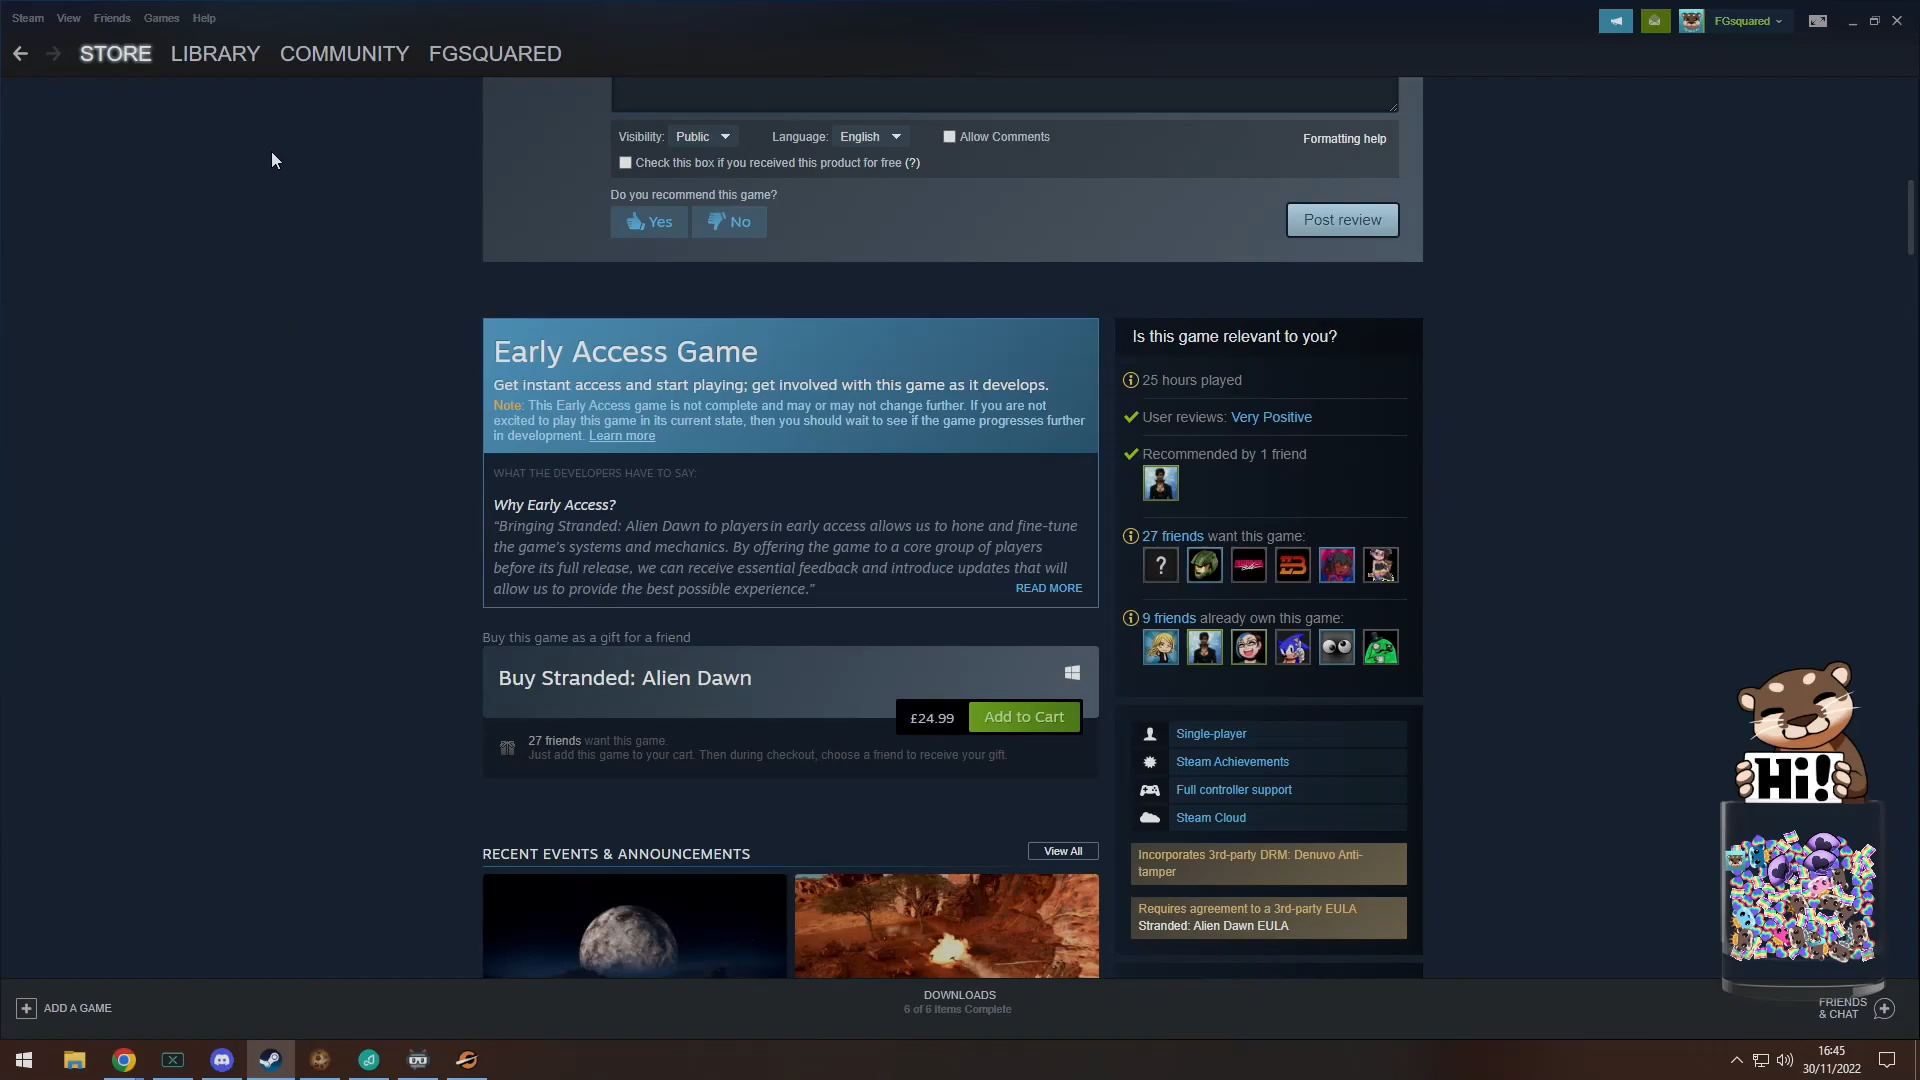 Steam View Friends Games Help
FGsquared
STORE LIBRARY COMMUNITY FGSQUARED
Visibility: Public Language: English Allow Comments Formatting help
Check this box if you received this product for free (?)
Do you recommend this game?
Yes No
Post review
Early Access Game
Get instant access and start playing; get involved with this game as it develops.
Note: This Early Access game is not complete and may or may not change further. If you are not
excited to play this game in its current state, then you should wait to see if the game progresses further
in development. Learn more
WHAT THE DEVELOPERS HAVE TO SAY:
Why Early Access?
“Bringing Stranded: Alien Dawn to players in early access allows us to hone and fine-tune
the game's systems and mechanics. By offering the game to a core group of players
before its full release, we can receive essential feedback and introduce updates that will
allow us to provide the best possible experience.”
READ MORE
Is this game relevant to you?
25 hours played
User reviews: Very Positive
Recommended by 1 friend
27 friends want this game:
?
9 friends already own this game:
Buy this game as a gift for a friend
Buy Stranded: Alien Dawn
£24.99 Add to Cart
27 friends want this game.
Just add this game to your cart. Then during checkout, choose a friend to receive your gift.
Single-player
Steam Achievements
Full controller support
Steam Cloud
Incorporates 3rd-party DRM: Denuvo Anti-
tamper
Requires agreement to a 3rd-party EULA
Stranded: Alien Dawn EULA
RECENT EVENTS & ANNOUNCEMENTS View All
Hi!
ADD A GAME
DOWNLOADS
6 of 6 Items Complete
FRIENDS
& CHAT
16:45
30/11/2022